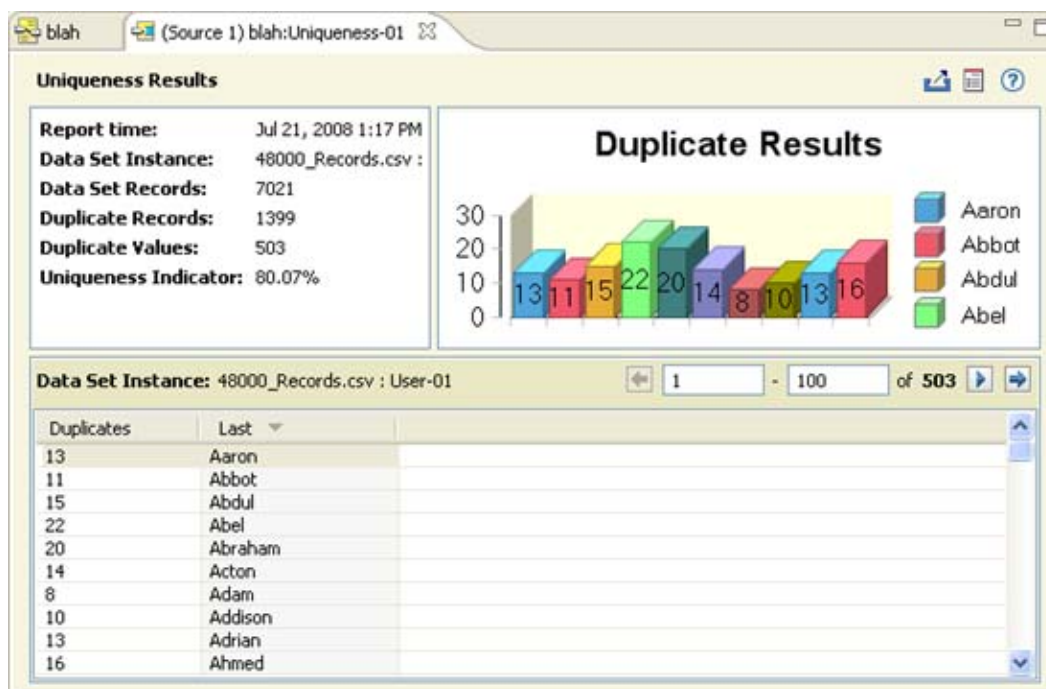 blah (Source 1) blah:Uniqueness-01
Uniqueness Results
Report time: Jul 21, 2008 1:17 PM
Data Set Instance: 48000_Records.csv :
Data Set Records: 7021
Duplicate Records: 1399
Duplicate Values: 503
Uniqueness Indicator: 80.07%
Duplicate Results
30
20
10
0
13 11 15 22 20 14 8 10 13 16
Aaron
Abbot
Abdul
Abel
Data Set Instance: 48000_Records.csv : User-01 1 - 100 of 503
Duplicates Last
13 Aaron
11 Abbot
15 Abdul
22 Abel
20 Abraham
14 Acton
8 Adam
10 Addison
13 Adrian
16 Ahmed